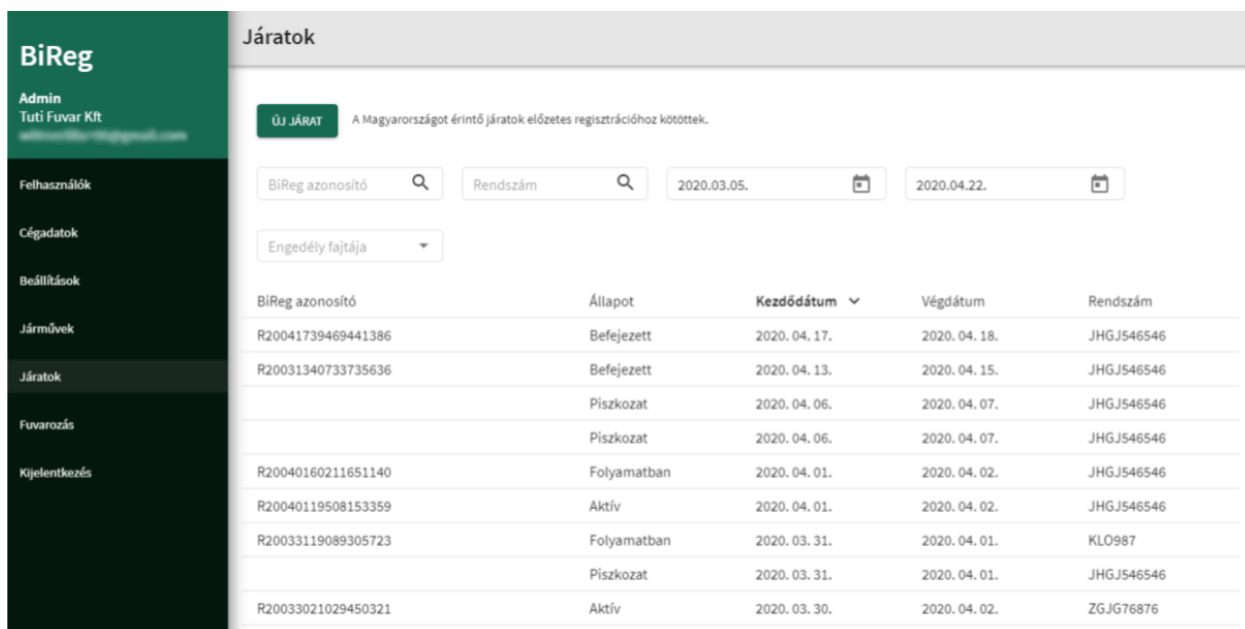 BiReg
Admin
Tuti Fuvar Kft
Felhasználók
Cégadatok
Beállítások
Járművek
Járatok
Fuvarozás
Kijelentkezés
Járatok
ÚJ JÁRAT A Magyarországot érintő járatok előzetes regisztrációhoz kötöttek.
BiReg azonosító Rendszám 2020.03.05. 2020.04.22.
Engedély fajtája
BiReg azonosító Állapot Kezdődátum Végdátum Rendszám
R20041739469441386 Befejezett 2020. 04. 17. 2020. 04. 18. JHGJ546546
R20031340733735636 Befejezett 2020. 04. 13. 2020. 04. 15. JHGJ546546
Piszkozat 2020. 04. 06. 2020. 04. 07. JHGJ546546
Piszkozat 2020. 04. 06. 2020. 04. 07. JHGJ546546
R20040160211651140 Folyamatban 2020. 04. 01. 2020. 04. 02. JHGJ546546
R20040119508153359 Aktív 2020. 04. 01. 2020. 04. 02. JHGJ546546
R20033119089305723 Folyamatban 2020. 03. 31. 2020. 04. 01. KLO987
Piszkozat 2020. 03. 31. 2020. 04. 01. JHGJ546546
R20033021029450321 Aktív 2020. 03. 30. 2020. 04. 02. ZGJG76876